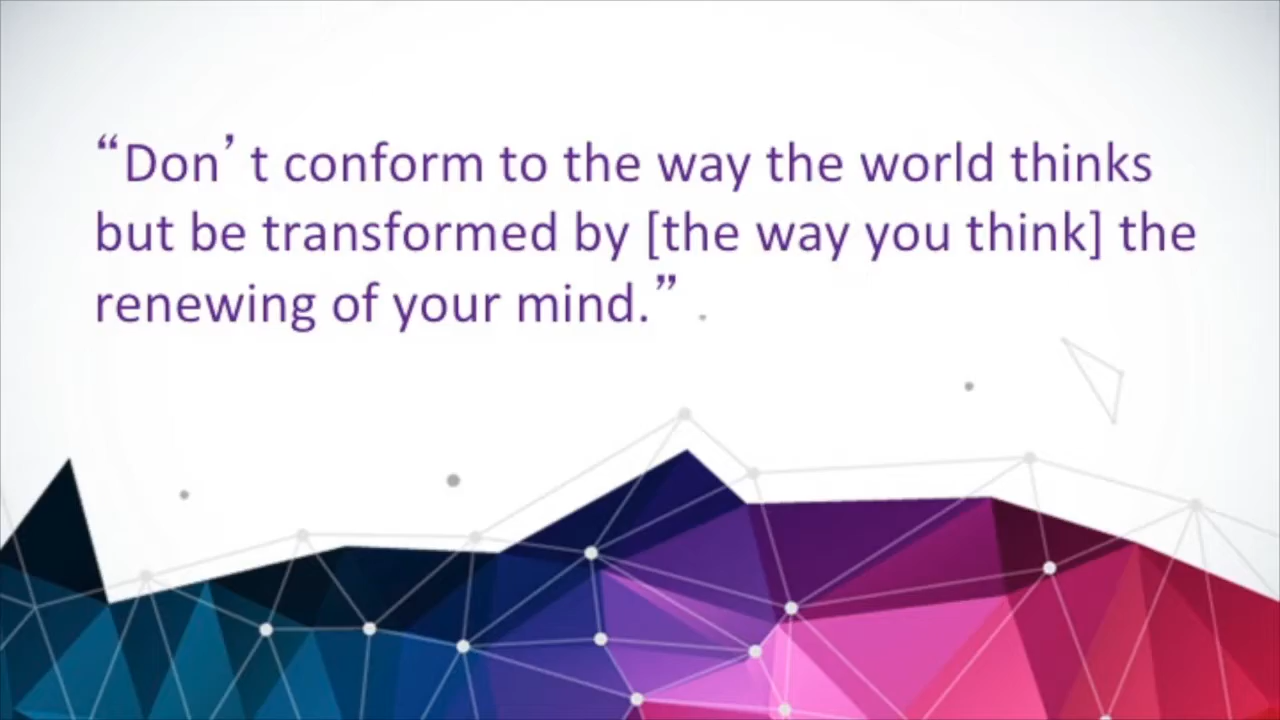 “Don’t conform to the way the world thinks
but be transformed by [the way you think] the
renewing of your mind.”